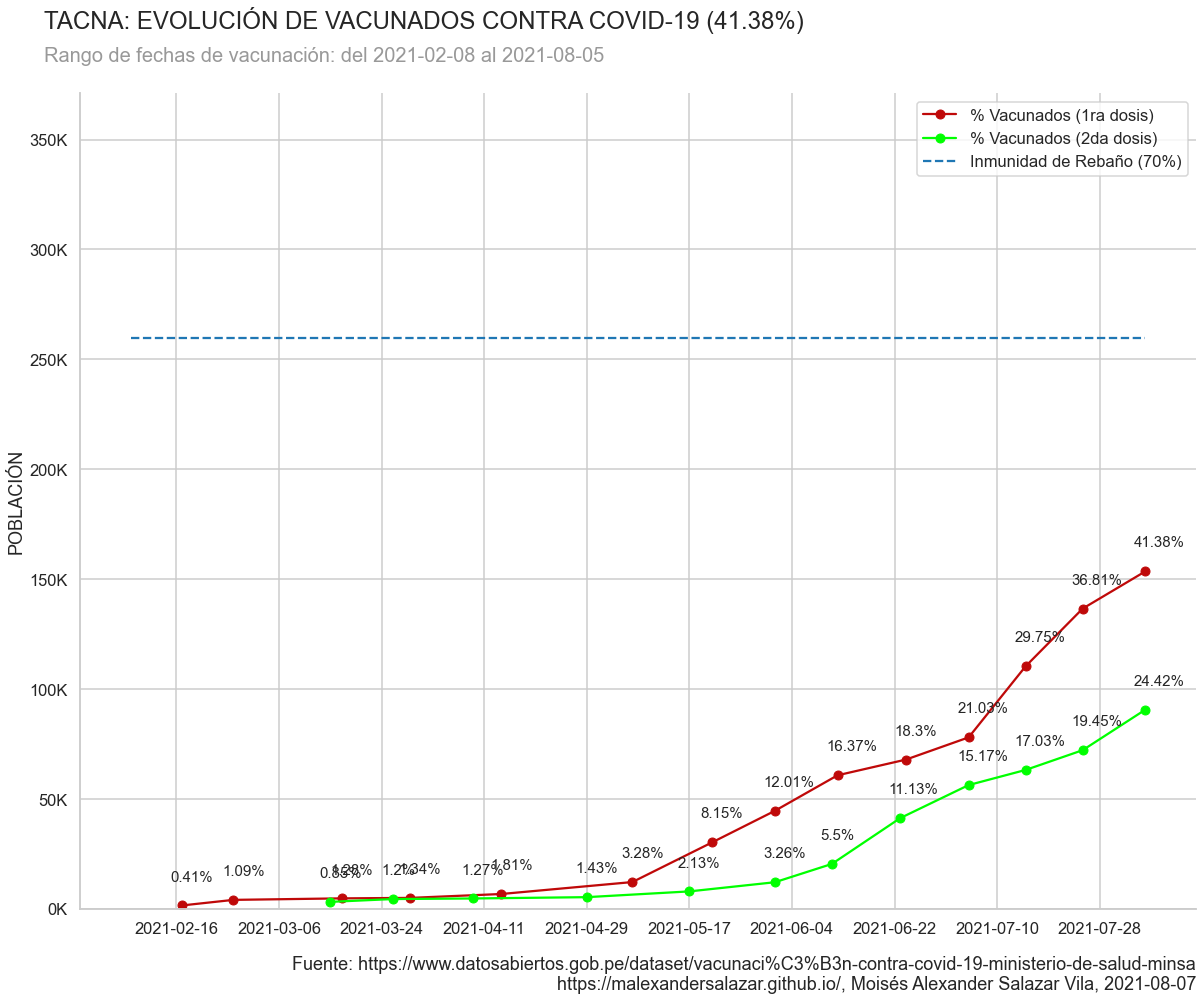 TACNA: EVOLUCIÓN DE VACUNADOS CONTRA COVID-19 (41.38%)
Rango de fechas de vacunación: del 2021-02-08 al 2021-08-05
% Vacunados (1ra dosis)
% Vacunados (2da dosis)
Inmunidad de Rebaño (70%)
POBLACIÓN
350K
300K
250K
200K
150K
100K
50K
0K
0.41%
1.09%
1.28%
1.34%
1.81%
3.28%
8.15%
12.01%
16.37%
18.3%
21.03%
29.75%
36.81%
41.38%
1.2%
1.27%
1.43%
2.13%
3.26%
5.5%
11.13%
15.17%
17.03%
19.45%
24.42%
2021-02-16
2021-03-06
2021-03-24
2021-04-11
2021-04-29
2021-05-17
2021-06-04
2021-06-22
2021-07-10
2021-07-28
Fuente: https://www.datosabiertos.gob.pe/dataset/vacunaci%C3%B3n-contra-covid-19-ministerio-de-salud-minsa
https://malexandersalazar.github.io/, Moisés Alexander Salazar Vila, 2021-08-07